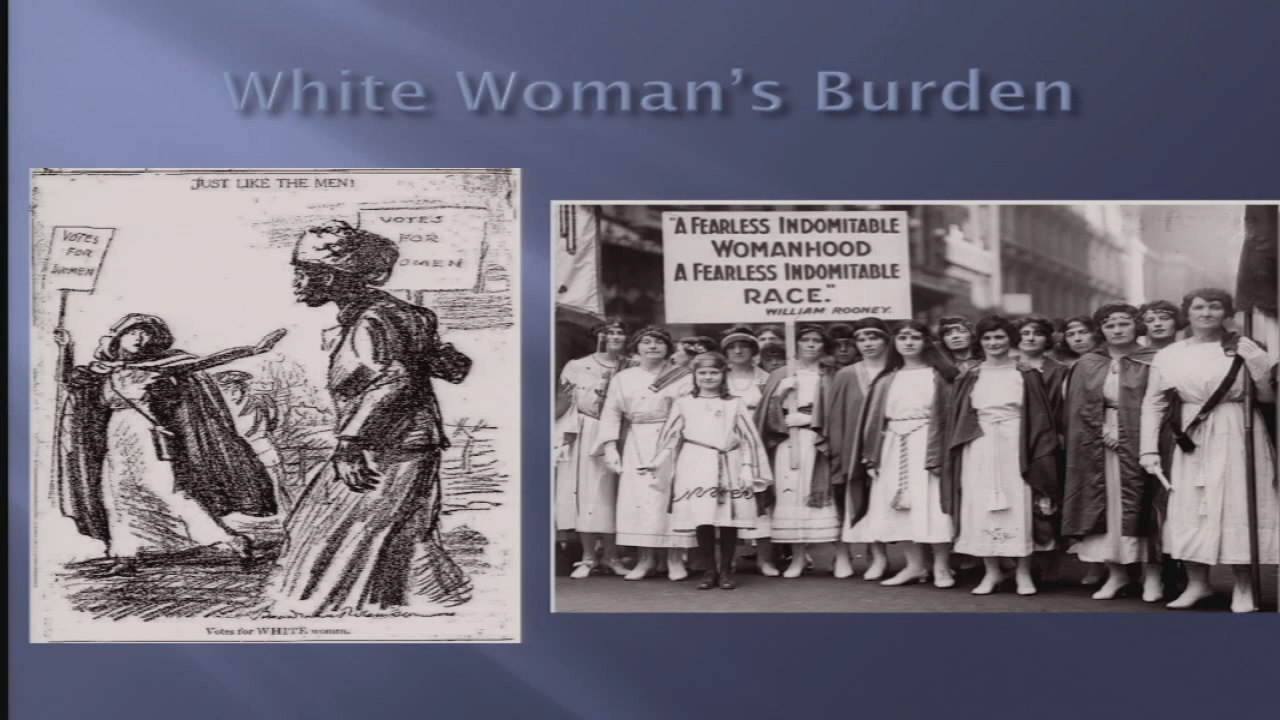 White Woman's Burden
JUST LIKE THE MEN!
VOTES
FOR
WOMEN
VOTES
FOR
OMEN
Votes for WHITE women.
"A FEARLESS INDOMITABLE
WOMANHOOD
A FEARLESS INDOMITABLE
RACE."
WILLIAM ROONEY.